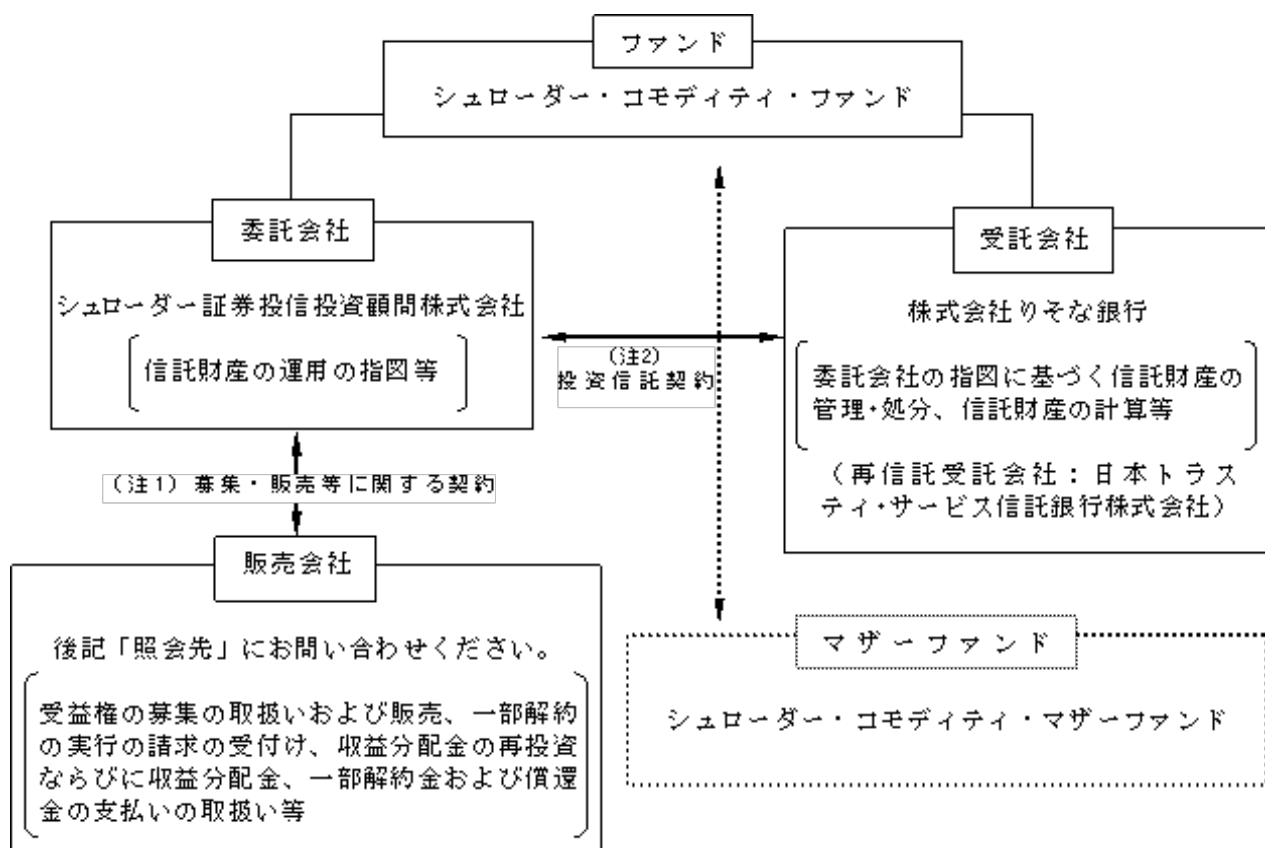 ファンド
シュローダー・コモディティ・ファンド
委託会社
シュローダー証券投信投資顧問株式会社
信託財産の運用の指図等
受託会社
株式会社りそな銀行
委託会社の指図に基づく信託財産の
管理・処分、信託財産の計算等
（再信託受託会社：日本トラス
ティ・サービス信託銀行株式会社）
（注2）
投資信託契約
（注1）募集・販売等に関する契約
販売会社
後記「照会先」にお問い合わせください。
受益権の募集の取扱いおよび販売、一部解約
の実行の請求の受付け、収益分配金の再投資
ならびに収益分配金、一部解約金および償還
金の支払いの取扱い等
マザーファンド
シュローダー・コモディティ・マザーファンド